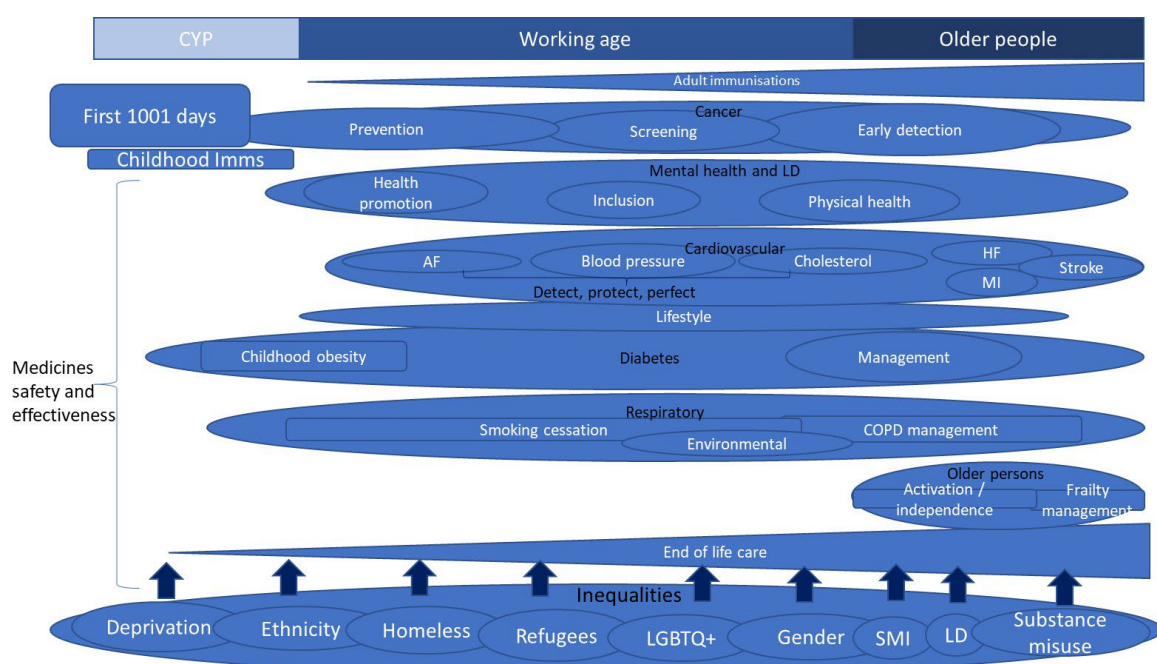 CYP
Working age
Older people
Adult immunisations
First 1001 days
Cancer
Prevention
Screening
Early detection
Childhood Imms
Mental health and LD
Health
promotion
Inclusion
Physical health
Cardiovascular
AF
Blood pressure
Cholesterol
HF
Stroke
MI
Detect, protect, perfect
Lifestyle
Childhood obesity
Diabetes
Management
Medicines
safety and
effectiveness
Respiratory
Smoking cessation
COPD management
Environmental
Older persons
Activation /
independence
Frailty
management
End of life care
Inequalities
Deprivation
Ethnicity
Homeless
Refugees
LGBTQ+
Gender
SMI
LD
Substance
misuse